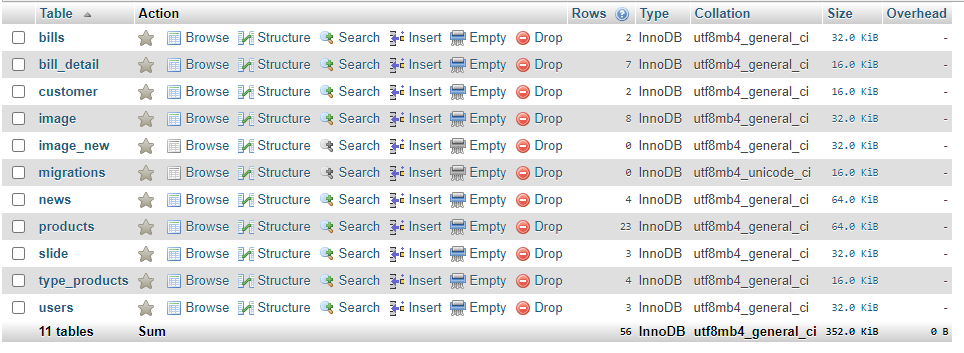 Table Action Rows Type Collation Size Overhead
bills Browse Structure Search Insert Empty Drop 2 InnoDB utf8mb4_general_ci 32.0 KiB -
bill_detail Browse Structure Search Insert Empty Drop 7 InnoDB utf8mb4_general_ci 16.0 KiB -
customer Browse Structure Search Insert Empty Drop 2 InnoDB utf8mb4_general_ci 16.0 KiB -
image Browse Structure Search Insert Empty Drop 8 InnoDB utf8mb4_general_ci 32.0 KiB -
image_new Browse Structure Search Insert Empty Drop 0 InnoDB utf8mb4_general_ci 32.0 KiB -
migrations Browse Structure Search Insert Empty Drop 0 InnoDB utf8mb4_unicode_ci 16.0 KiB -
news Browse Structure Search Insert Empty Drop 4 InnoDB utf8mb4_general_ci 64.0 KiB -
products Browse Structure Search Insert Empty Drop 23 InnoDB utf8mb4_general_ci 64.0 KiB -
slide Browse Structure Search Insert Empty Drop 3 InnoDB utf8mb4_general_ci 32.0 KiB -
type_products Browse Structure Search Insert Empty Drop 4 InnoDB utf8mb4_general_ci 16.0 KiB -
users Browse Structure Search Insert Empty Drop 3 InnoDB utf8mb4_general_ci 32.0 KiB -
11 tables Sum 56 InnoDB utf8mb4_general_ci 352.0 KiB 0 B